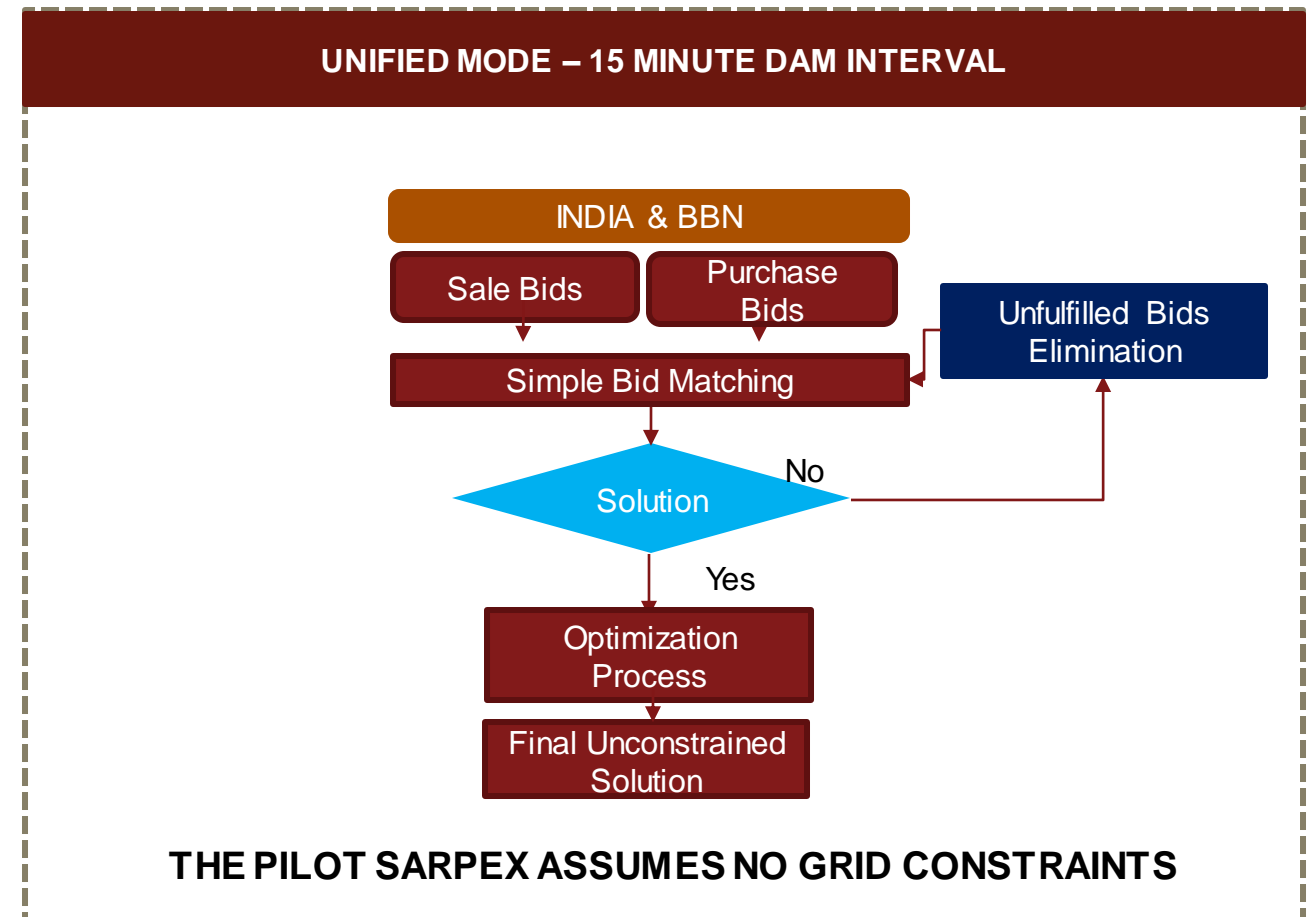 UNIFIED MODE – 15 MINUTE DAM INTERVAL
INDIA & BBN
Sale Bids
Purchase
Bids
Unfulfilled Bids
Elimination
Simple Bid Matching
No
Solution
Yes
Optimization
Process
Final Unconstrained
Solution
THE PILOT SARPEX ASSUMES NO GRID CONSTRAINTS